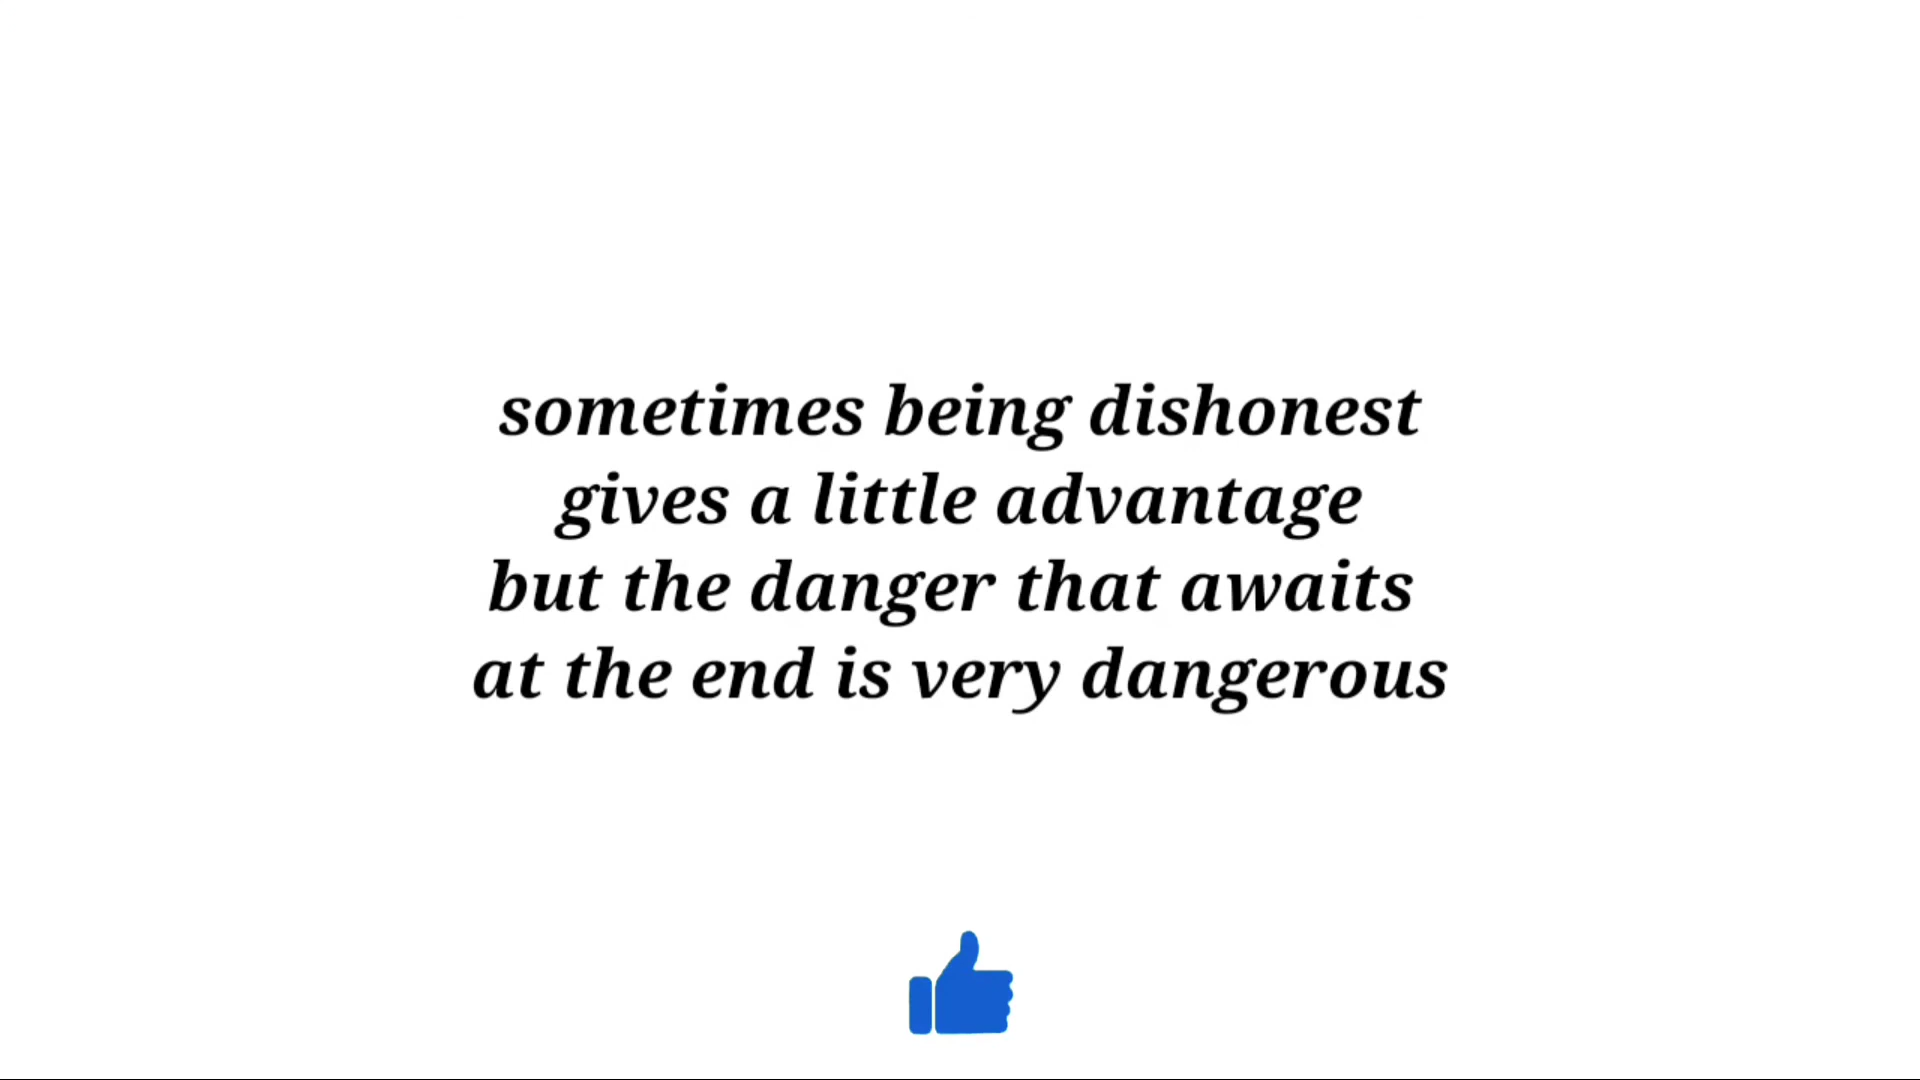 sometimes being dishonest
gives a little advantage
but the danger that awaits
at the end is very dangerous